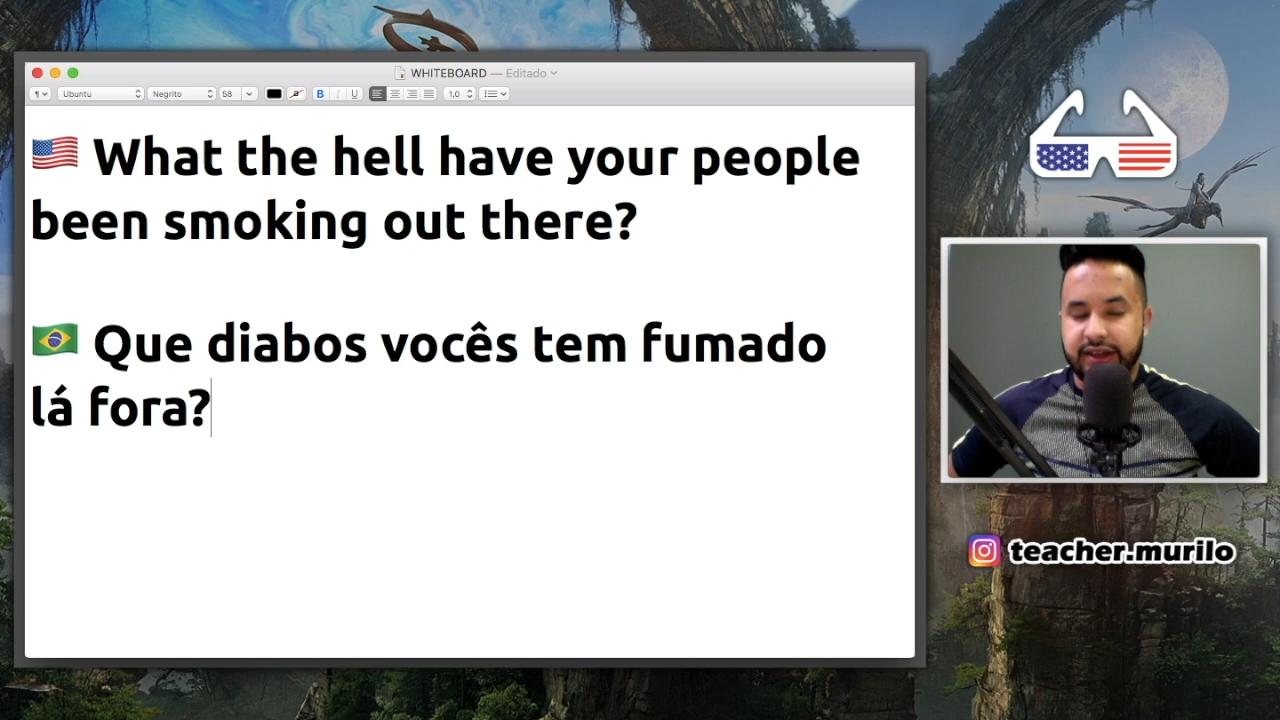 WHITEBOARD — Editado
Ubuntu Negrito 58 B I U 1,0
🇺🇸 What the hell have your people
been smoking out there?
🇧🇷 Que diabos vocês tem fumado
lá fora?
teacher.murilo